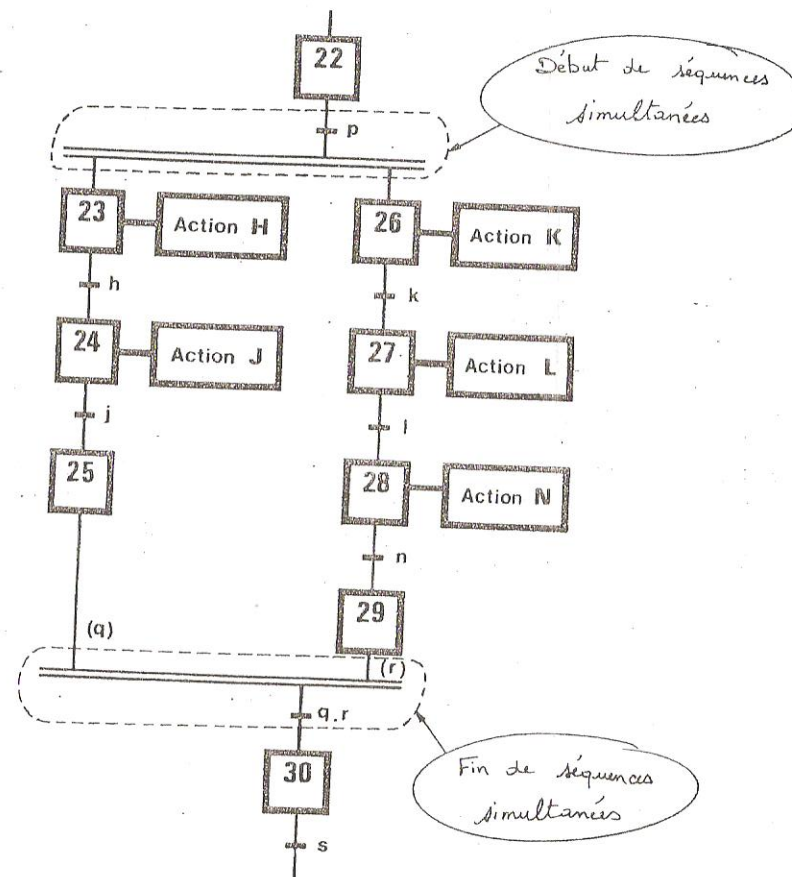 22
Début de séquences
simultanées
p
23
Action H
26
Action K
h
k
24
Action J
27
Action L
j
l
25
28
Action N
n
29
(q)
(r)
q.r
30
Fin de séquences
simultanées
s